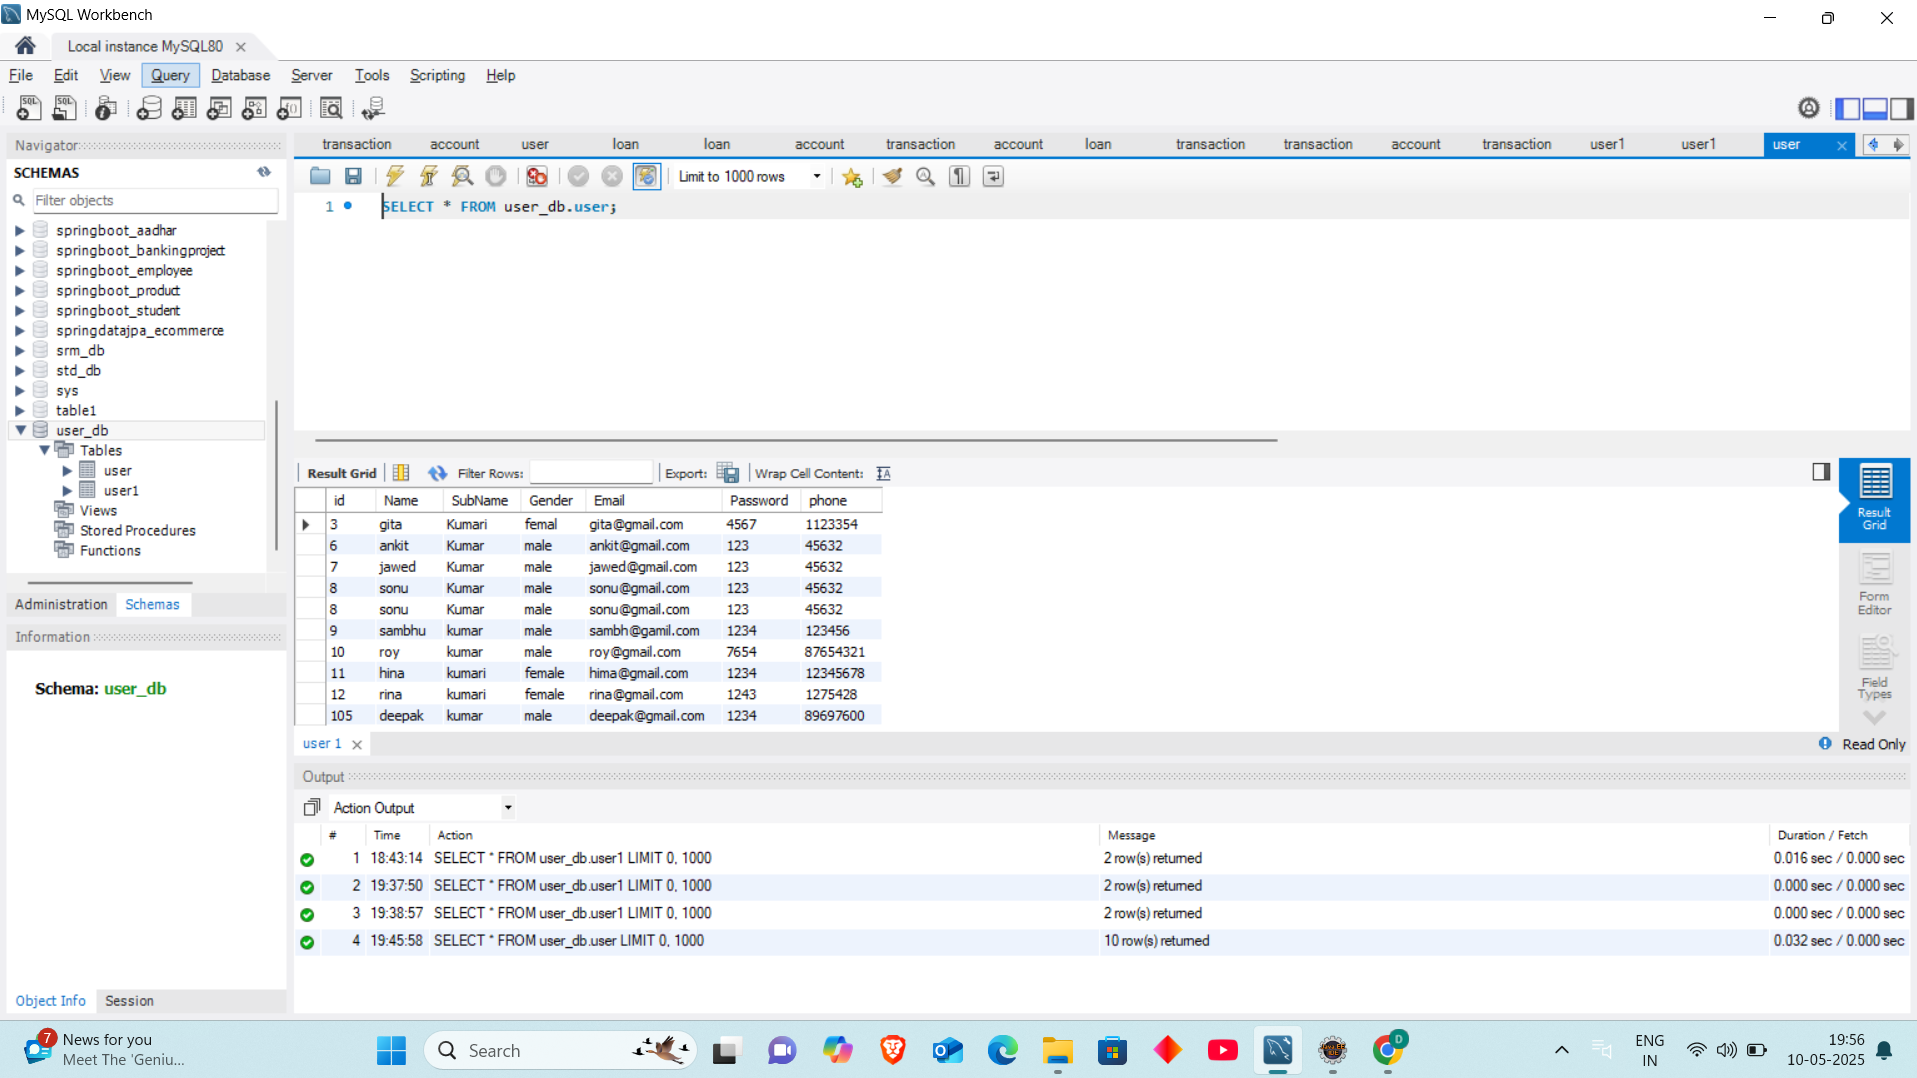 MySQL Workbench
Local instance MySQL80
File Edit View Query Database Server Tools Scripting Help
Navigator
SCHEMAS
Filter objects
springboot_aadhar
springboot_bankingproject
springboot_employee
springboot_product
springboot_student
springdatajpa_ecommerce
srm_db
std_db
sys
table1
user_db
Tables
user
user1
Views
Stored Procedures
Functions
Administration Schemas
Information
Schema: user_db
Object Info Session
transaction account user loan loan account transaction account loan transaction transaction account transaction user1 user1 user
Limit to 1000 rows
1 SELECT * FROM user_db.user;
Result Grid Filter Rows: Export: Wrap Cell Content:
id Name SubName Gender Email Password phone
3 gita Kumari femal gita@gmail.com 4567 1123354
6 ankit Kumar male ankit@gmail.com 123 45632
7 jawed Kumar male jawed@gmail.com 123 45632
8 sonu Kumar male sonu@gmail.com 123 45632
8 sonu Kumar male sonu@gmail.com 123 45632
9 sambhu kumar male sambh@gamil.com 1234 123456
10 roy kumar male roy@gmail.com 7654 87654321
11 hina kumari female hima@gmail.com 1234 12345678
12 rina kumari female rina@gmail.com 1243 1275428
105 deepak kumar male deepak@gmail.com 1234 89697600
Result
Grid
Form
Editor
Field
Types
user 1
Read Only
Output
Action Output
# Time Action Message Duration / Fetch
1 18:43:14 SELECT * FROM user_db.user1 LIMIT 0, 1000 2 row(s) returned 0.016 sec / 0.000 sec
2 19:37:50 SELECT * FROM user_db.user1 LIMIT 0, 1000 2 row(s) returned 0.000 sec / 0.000 sec
3 19:38:57 SELECT * FROM user_db.user1 LIMIT 0, 1000 2 row(s) returned 0.000 sec / 0.000 sec
4 19:45:58 SELECT * FROM user_db.user LIMIT 0, 1000 10 row(s) returned 0.032 sec / 0.000 sec
7
News for you
Meet The 'Geniu...
Search
D
ENG
IN
19:56
10-05-2025